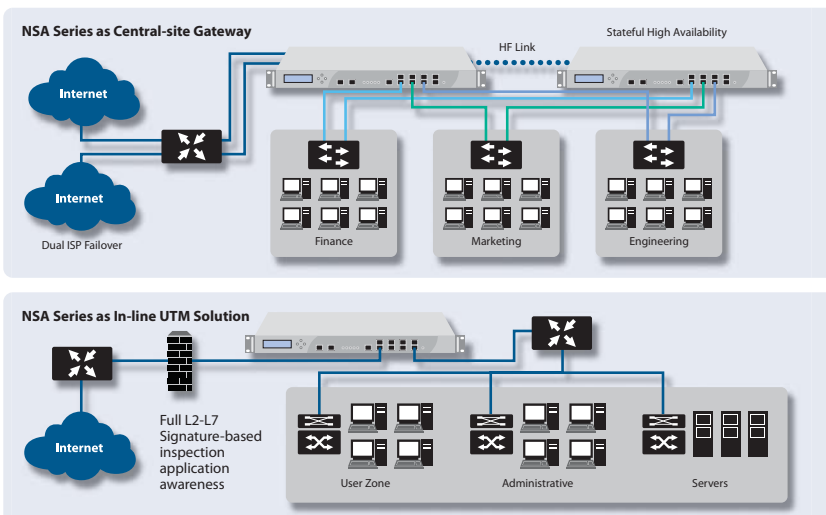 NSA Series as Central-site Gateway
Stateful High Availability
HF Link
Internet
Internet
Dual ISP Failover
Finance
Marketing
Engineering
NSA Series as In-line UTM Solution
Internet
Full L2-L7
Signature-based
inspection
application
awareness
User Zone
Administrative
Servers